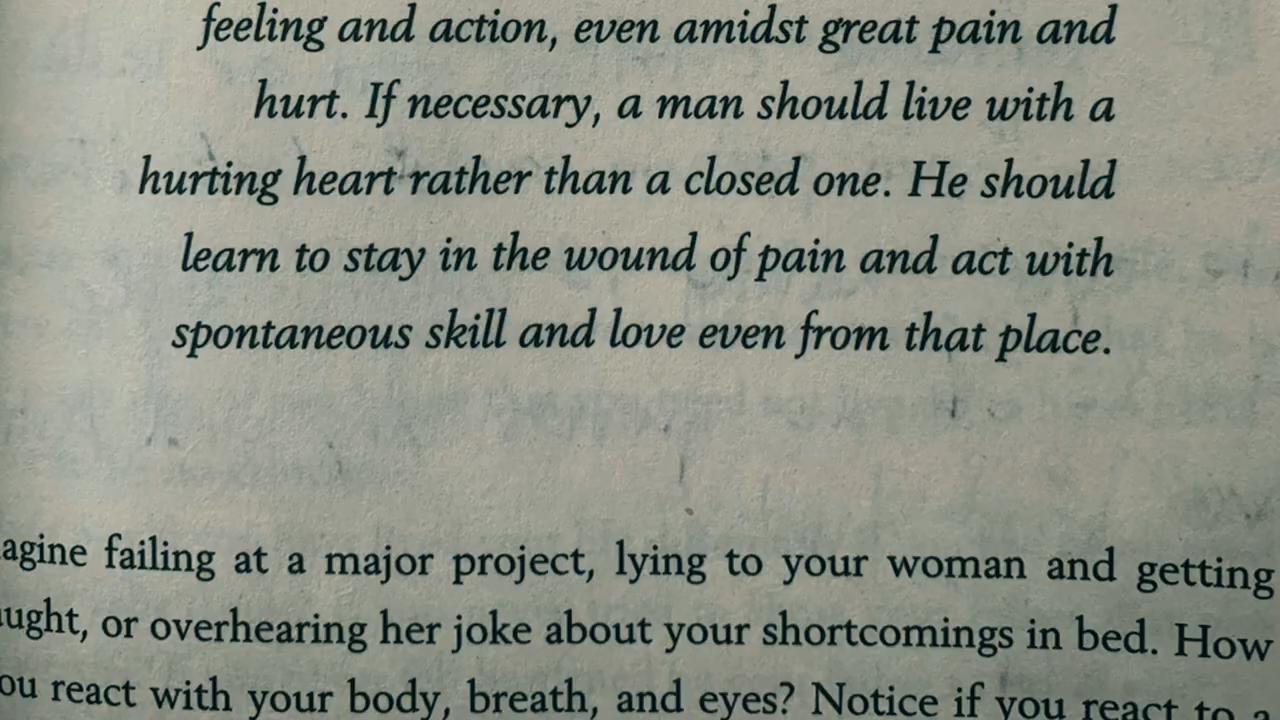 feeling and action, even amidst great pain and
hurt. If necessary, a man should live with a
hurting heart rather than a closed one. He should
learn to stay in the wound of pain and act with
spontaneous skill and love even from that place.
agine failing at a major project, lying to your woman and getting
ught, or overhearing her joke about your shortcomings in bed. How
ou react with your body, breath, and eyes? Notice if you react to a